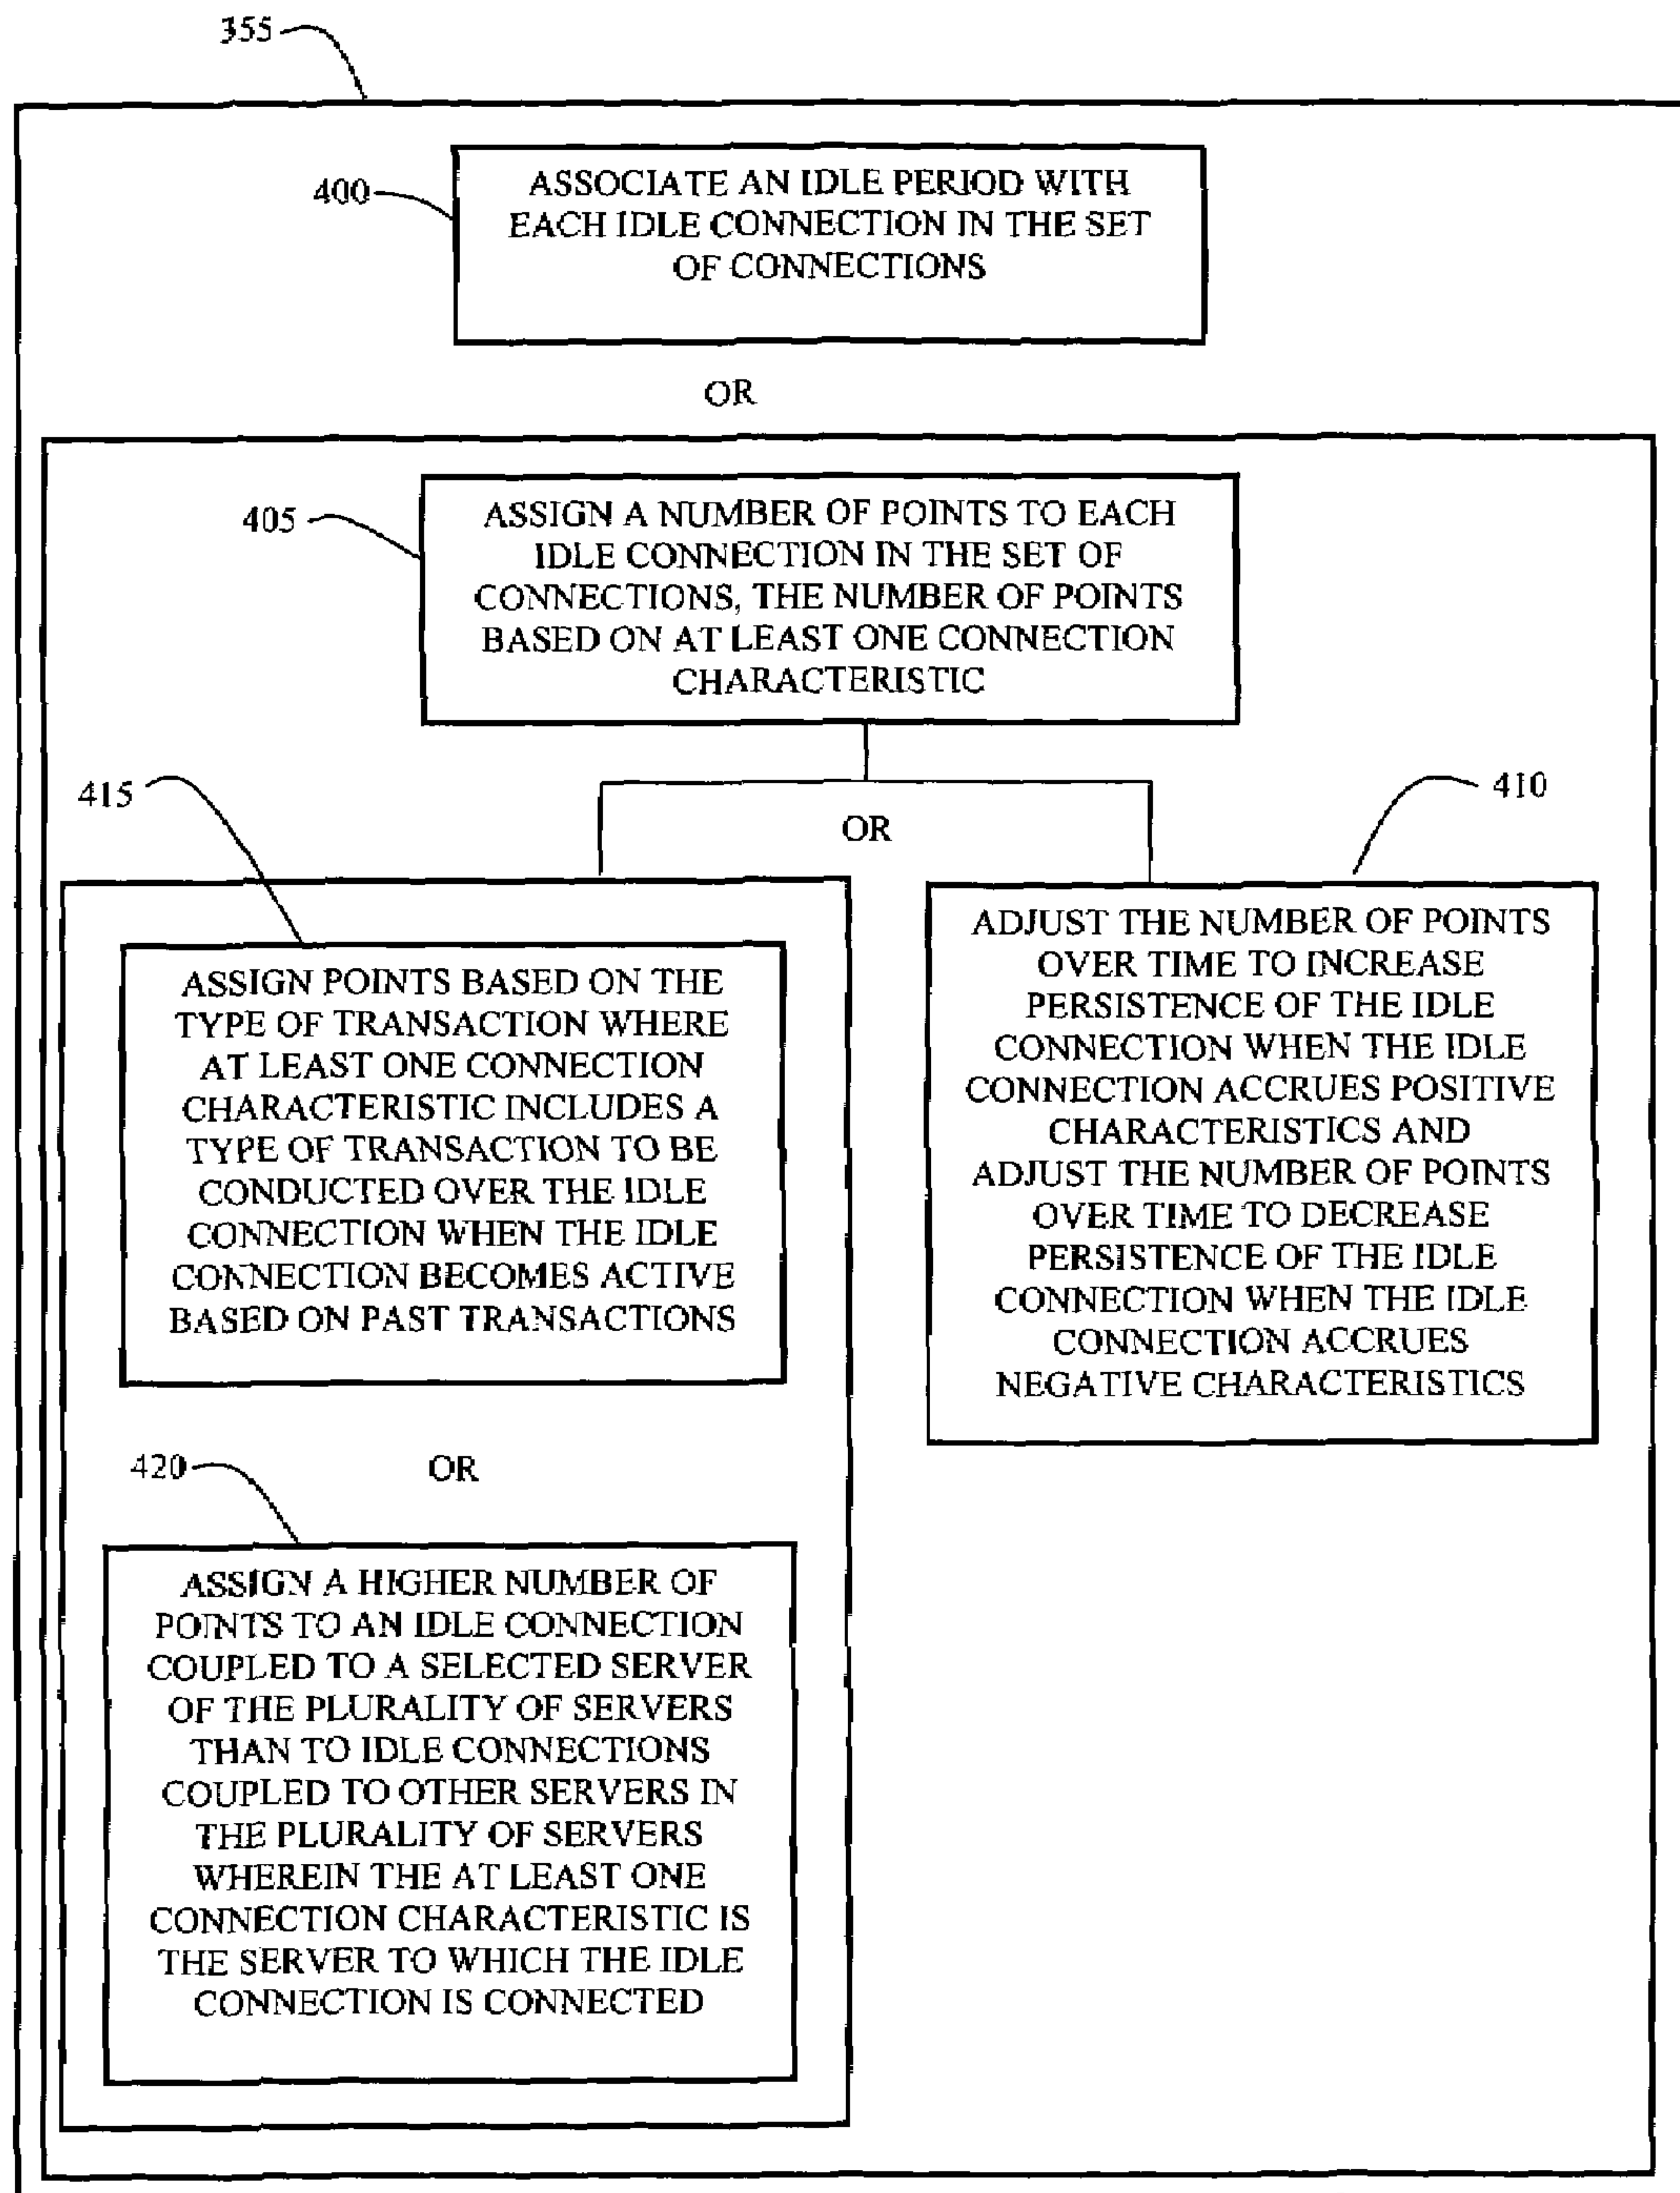 355
400
ASSOCIATE AN IDLE PERIOD WITH
EACH IDLE CONNECTION IN THE SET
OF CONNECTIONS
OR
405
ASSIGN A NUMBER OF POINTS TO EACH
IDLE CONNECTION IN THE SET OF
CONNECTIONS, THE NUMBER OF POINTS
BASED ON AT LEAST ONE CONNECTION
CHARACTERISTIC
415
OR
410
ASSIGN POINTS BASED ON THE
TYPE OF TRANSACTION WHERE
AT LEAST ONE CONNECTION
CHARACTERISTIC INCLUDES A
TYPE OF TRANSACTION TO BE
CONDUCTED OVER THE IDLE
CONNECTION WHEN THE IDLE
CONNECTION BECOMES ACTIVE
BASED ON PAST TRANSACTIONS
ADJUST THE NUMBER OF POINTS
OVER TIME TO INCREASE
PERSISTENCE OF THE IDLE
CONNECTION WHEN THE IDLE
CONNECTION ACCRUES POSITIVE
CHARACTERISTICS AND
ADJUST THE NUMBER OF POINTS
OVER TIME TO DECREASE
PERSISTENCE OF THE IDLE
CONNECTION WHEN THE IDLE
CONNECTION ACCRUES
NEGATIVE CHARACTERISTICS
420
OR
ASSIGN A HIGHER NUMBER OF
POINTS TO AN IDLE CONNECTION
COUPLED TO A SELECTED SERVER
OF THE PLURALITY OF SERVERS
THAN TO IDLE CONNECTIONS
COUPLED TO OTHER SERVERS IN
THE PLURALITY OF SERVERS
WHEREIN THE AT LEAST ONE
CONNECTION CHARACTERISTIC IS
THE SERVER TO WHICH THE IDLE
CONNECTION IS CONNECTED